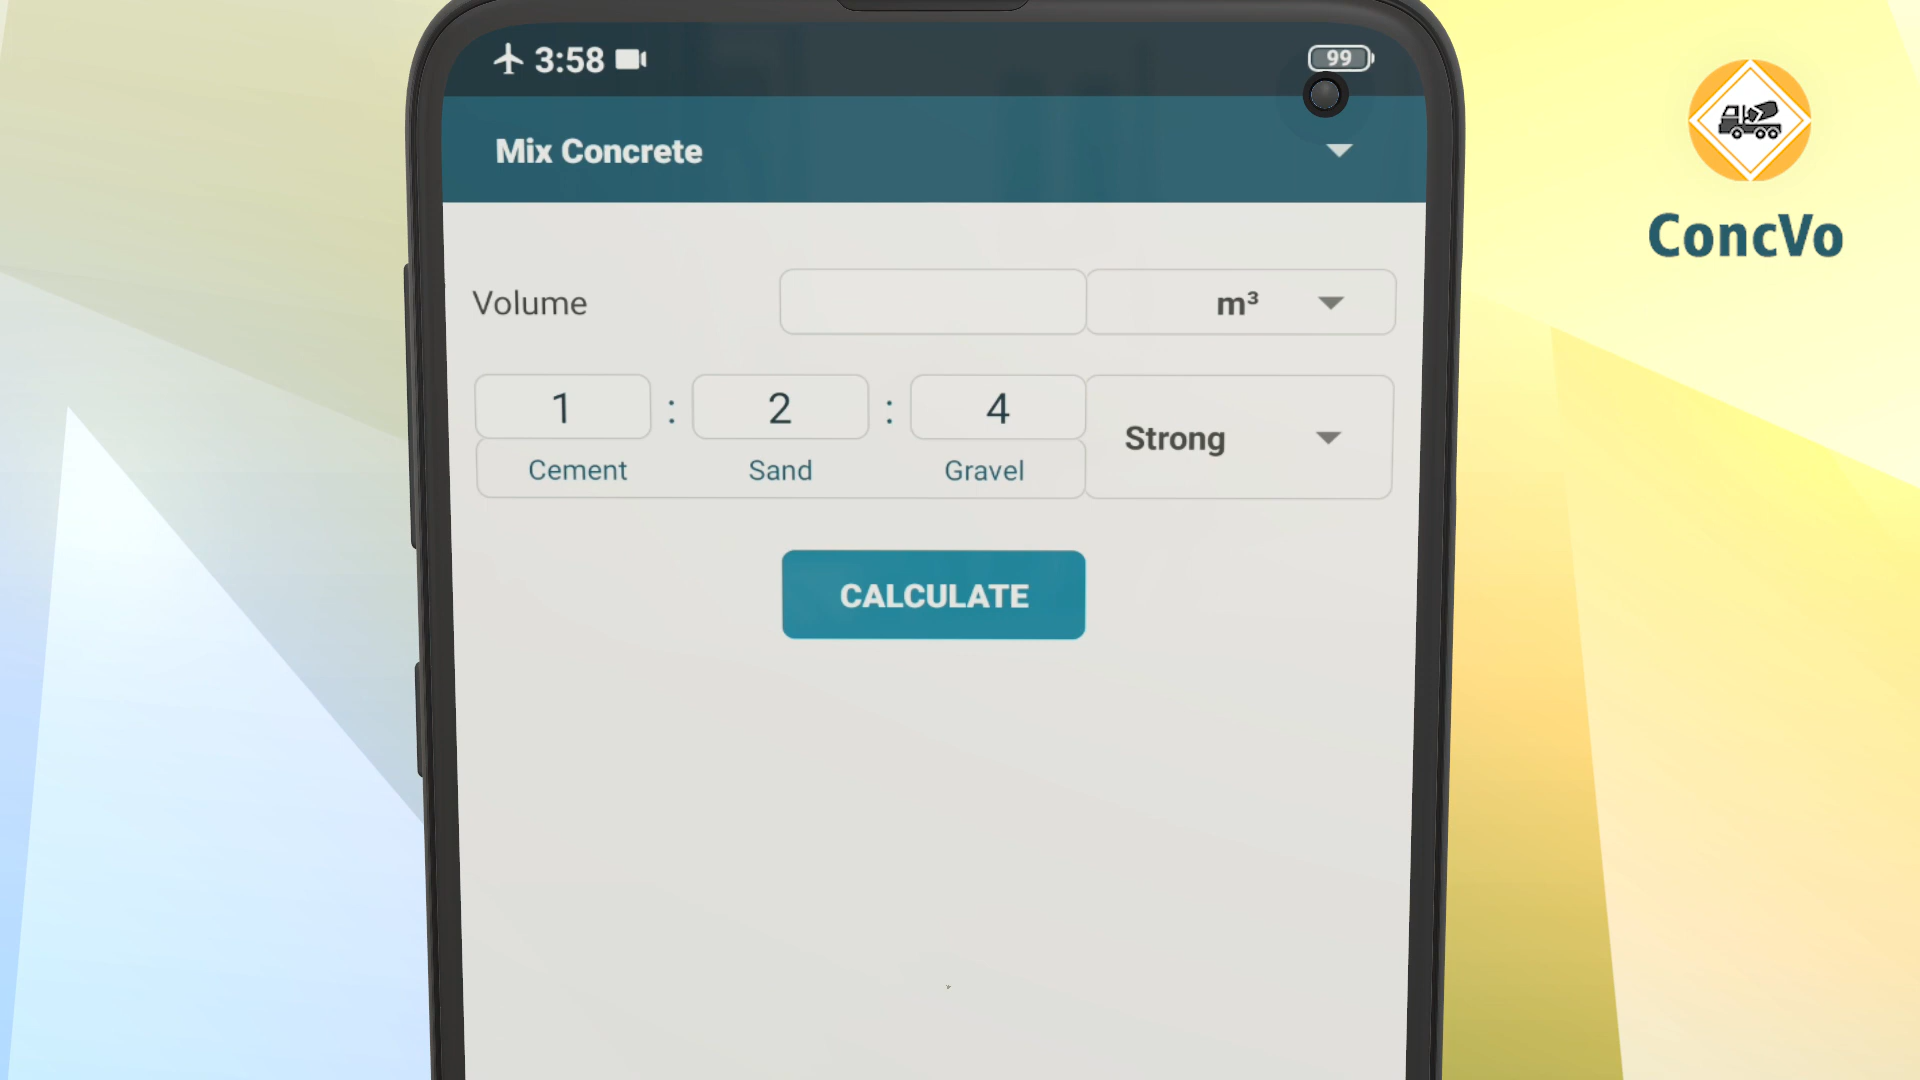 3:58
99
Mix Concrete
ConcVo
Volume
m³
1 : 2 : 4
Strong
Cement Sand Gravel
CALCULATE